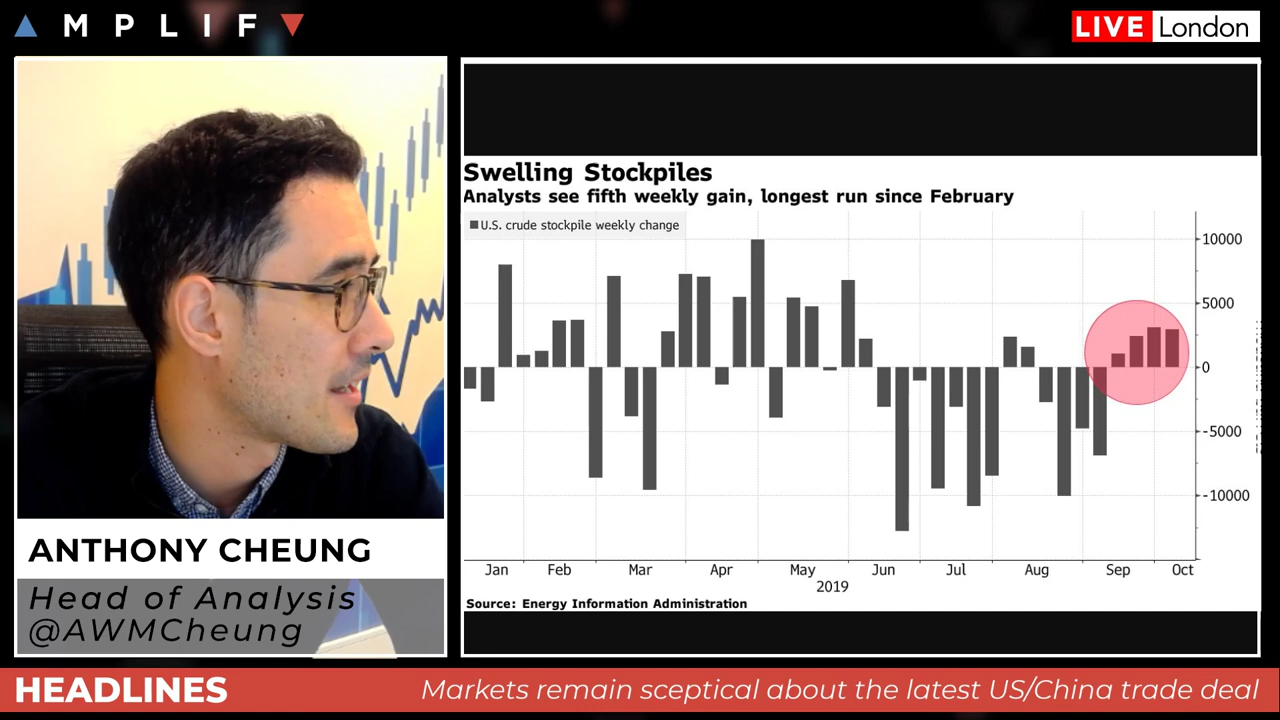 AMPLIFY
LIVE London
Swelling Stockpiles
Analysts see fifth weekly gain, longest run since February
U.S. crude stockpile weekly change
10000
5000
0
-5000
-10000
Jan Feb Mar Apr May Jun Jul Aug Sep Oct
2019
Source: Energy Information Administration
ANTHONY CHEUNG
Head of Analysis
@AWMCheung
HEADLINES Markets remain sceptical about the latest US/China trade deal